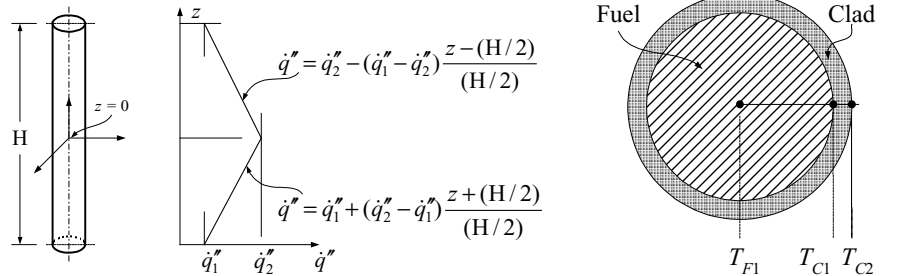 z
H
z = 0
q̇″ = q̇″₂ − (q̇″₁ − q̇″₂) (z − (H/2))/(H/2)
q̇″ = q̇″₁ + (q̇″₂ − q̇″₁) (z + (H/2))/(H/2)
q̇″₁ q̇″₂ q̇″
Fuel Clad
T_F1 T_C1 T_C2